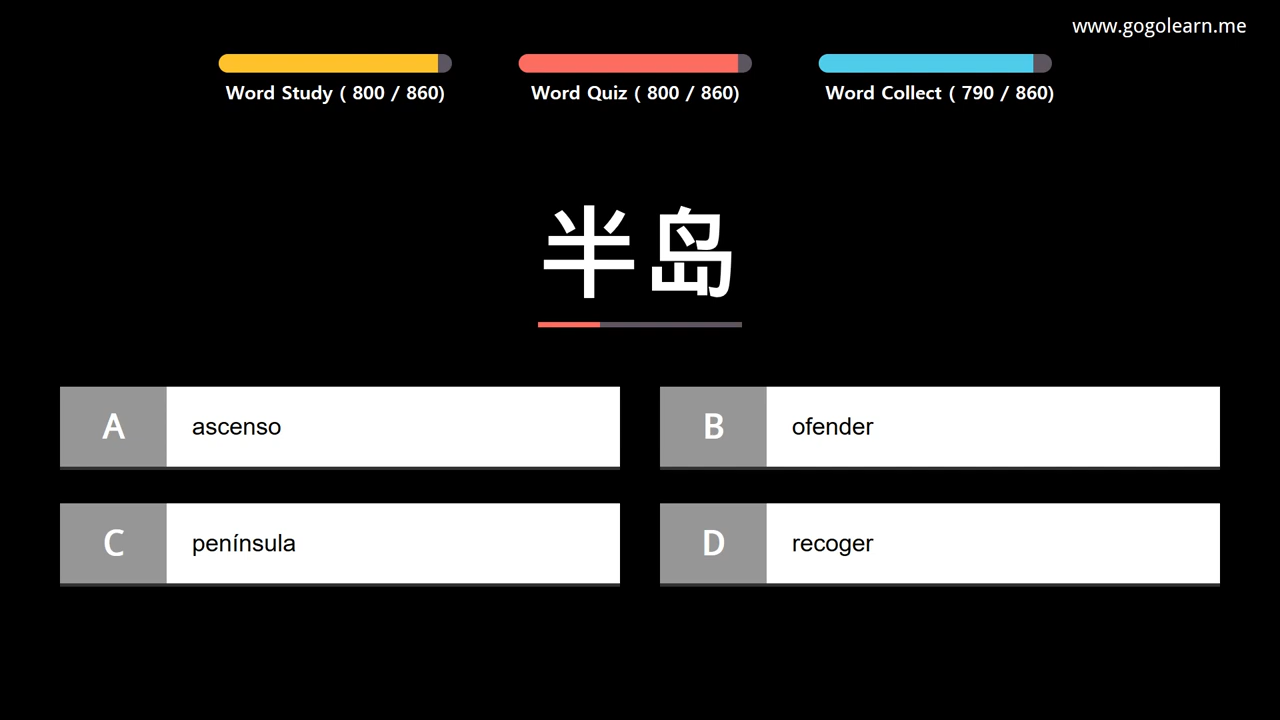 www.gogolearn.me
Word Study ( 800 / 860)
Word Quiz ( 800 / 860)
Word Collect ( 790 / 860)
半岛
A ascenso
B ofender
C península
D recoger